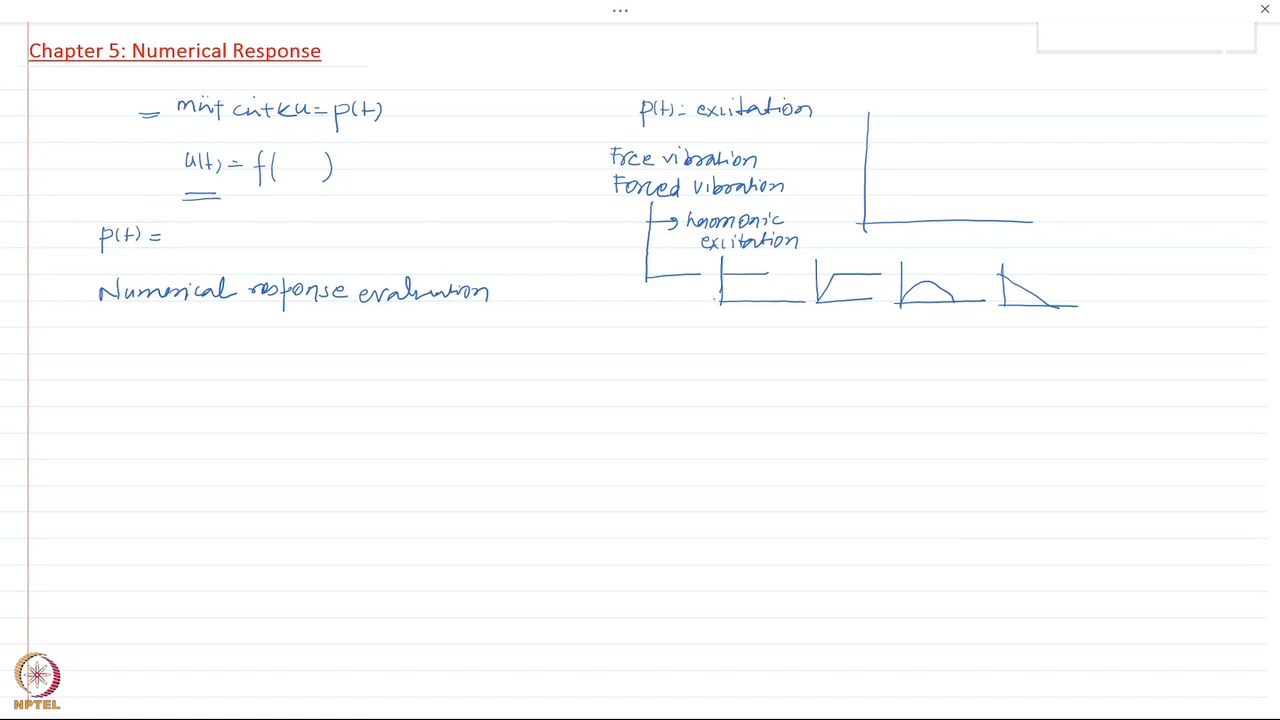 Chapter 5: Numerical Response
mü+ cu̇+ku=p(t)
u(t) = f( )
p(t) =
Numerical response evaluation
p(t)= excitation
Free vibration
Forced vibration
harmonic
excitation
NPTEL